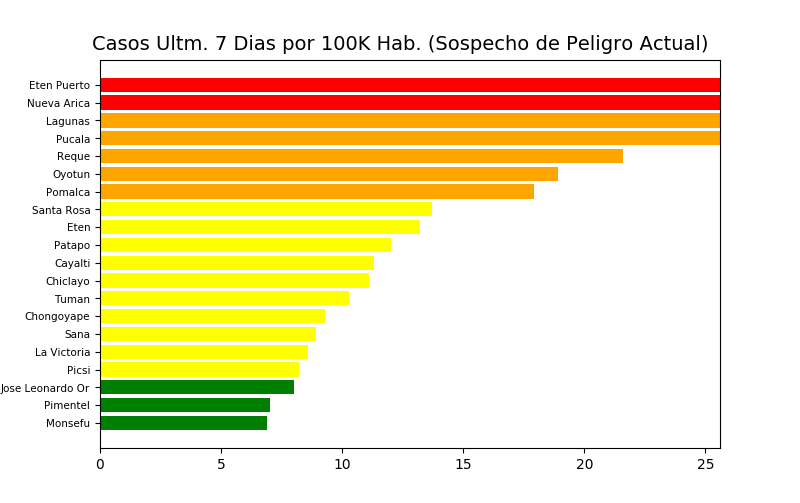 Casos Ultm. 7 Dias por 100K Hab. (Sospecho de Peligro Actual)
Eten Puerto
Nueva Arica
Lagunas
Pucala
Reque
Oyotun
Pomalca
Santa Rosa
Eten
Patapo
Cayalti
Chiclayo
Tuman
Chongoyape
Sana
La Victoria
Picsi
Jose Leonardo Or
Pimentel
Monsefu
0 5 10 15 20 25